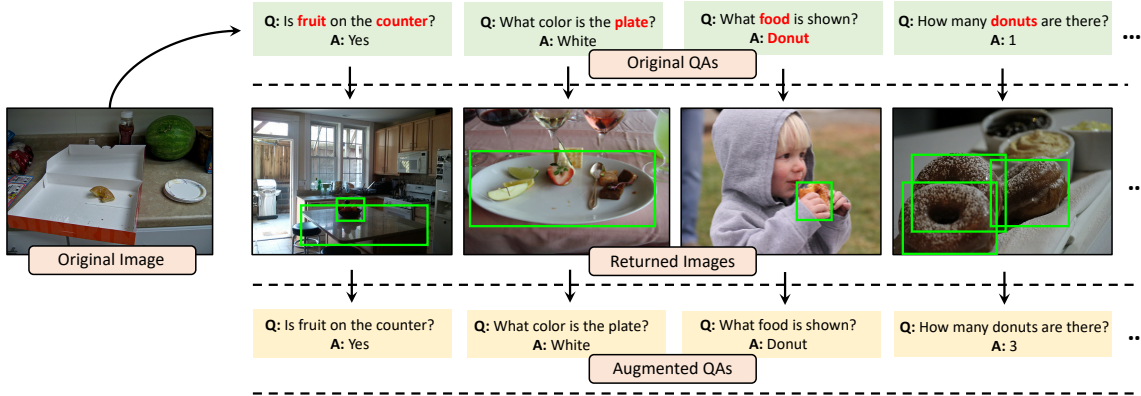 Q: Is fruit on the counter?
A: Yes
Q: What color is the plate?
A: White
Q: What food is shown?
A: Donut
Q: How many donuts are there?
A: 1
...
Original QAs
Original Image
Returned Images
..
Q: Is fruit on the counter?
A: Yes
Q: What color is the plate?
A: White
Q: What food is shown?
A: Donut
Q: How many donuts are there?
A: 3
..
Augmented QAs